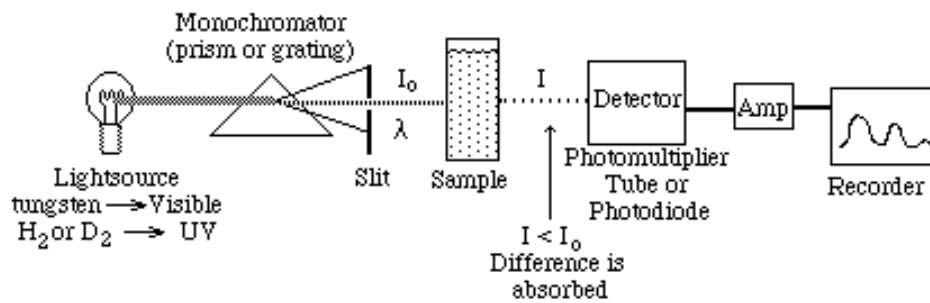 Monochromator
(prism or grating)
I₀
λ
I
Detector
Amp
Lightsource
tungsten → Visible
H₂ or D₂ → UV
Slit
Sample
Photomultiplier
Tube or
Photodiode
Recorder
I < I₀
Difference is
absorbed